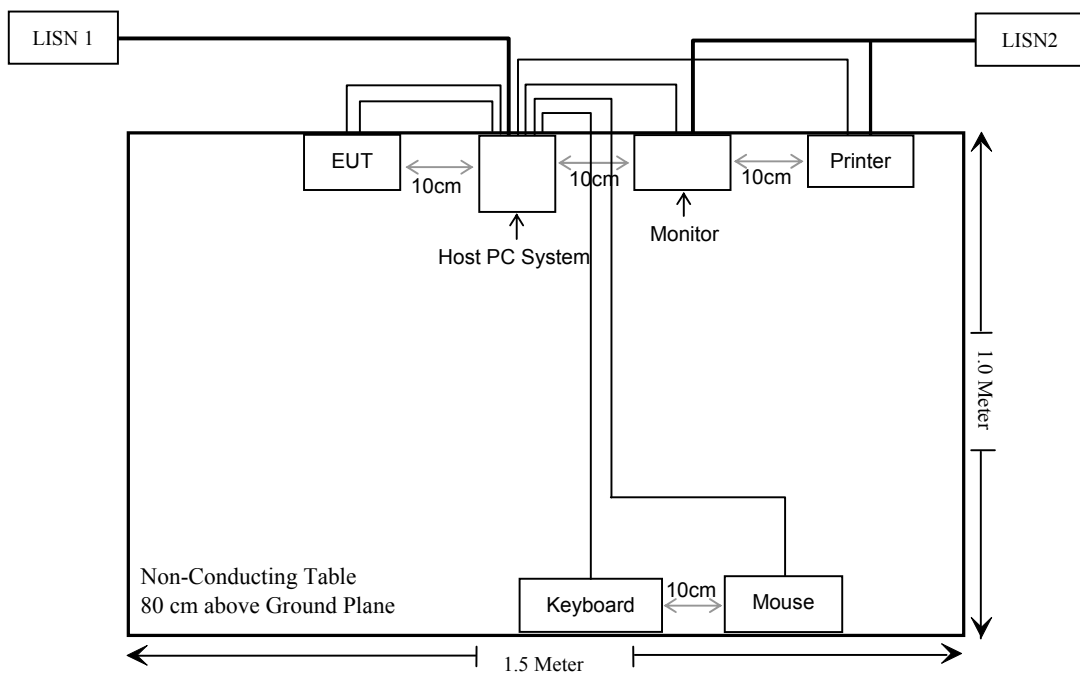 LISN 1
LISN2
EUT
Printer
10cm
10cm
10cm
Monitor
Host PC System
1.0 Meter
Non-Conducting Table
80 cm above Ground Plane
Keyboard
10cm
Mouse
1.5 Meter